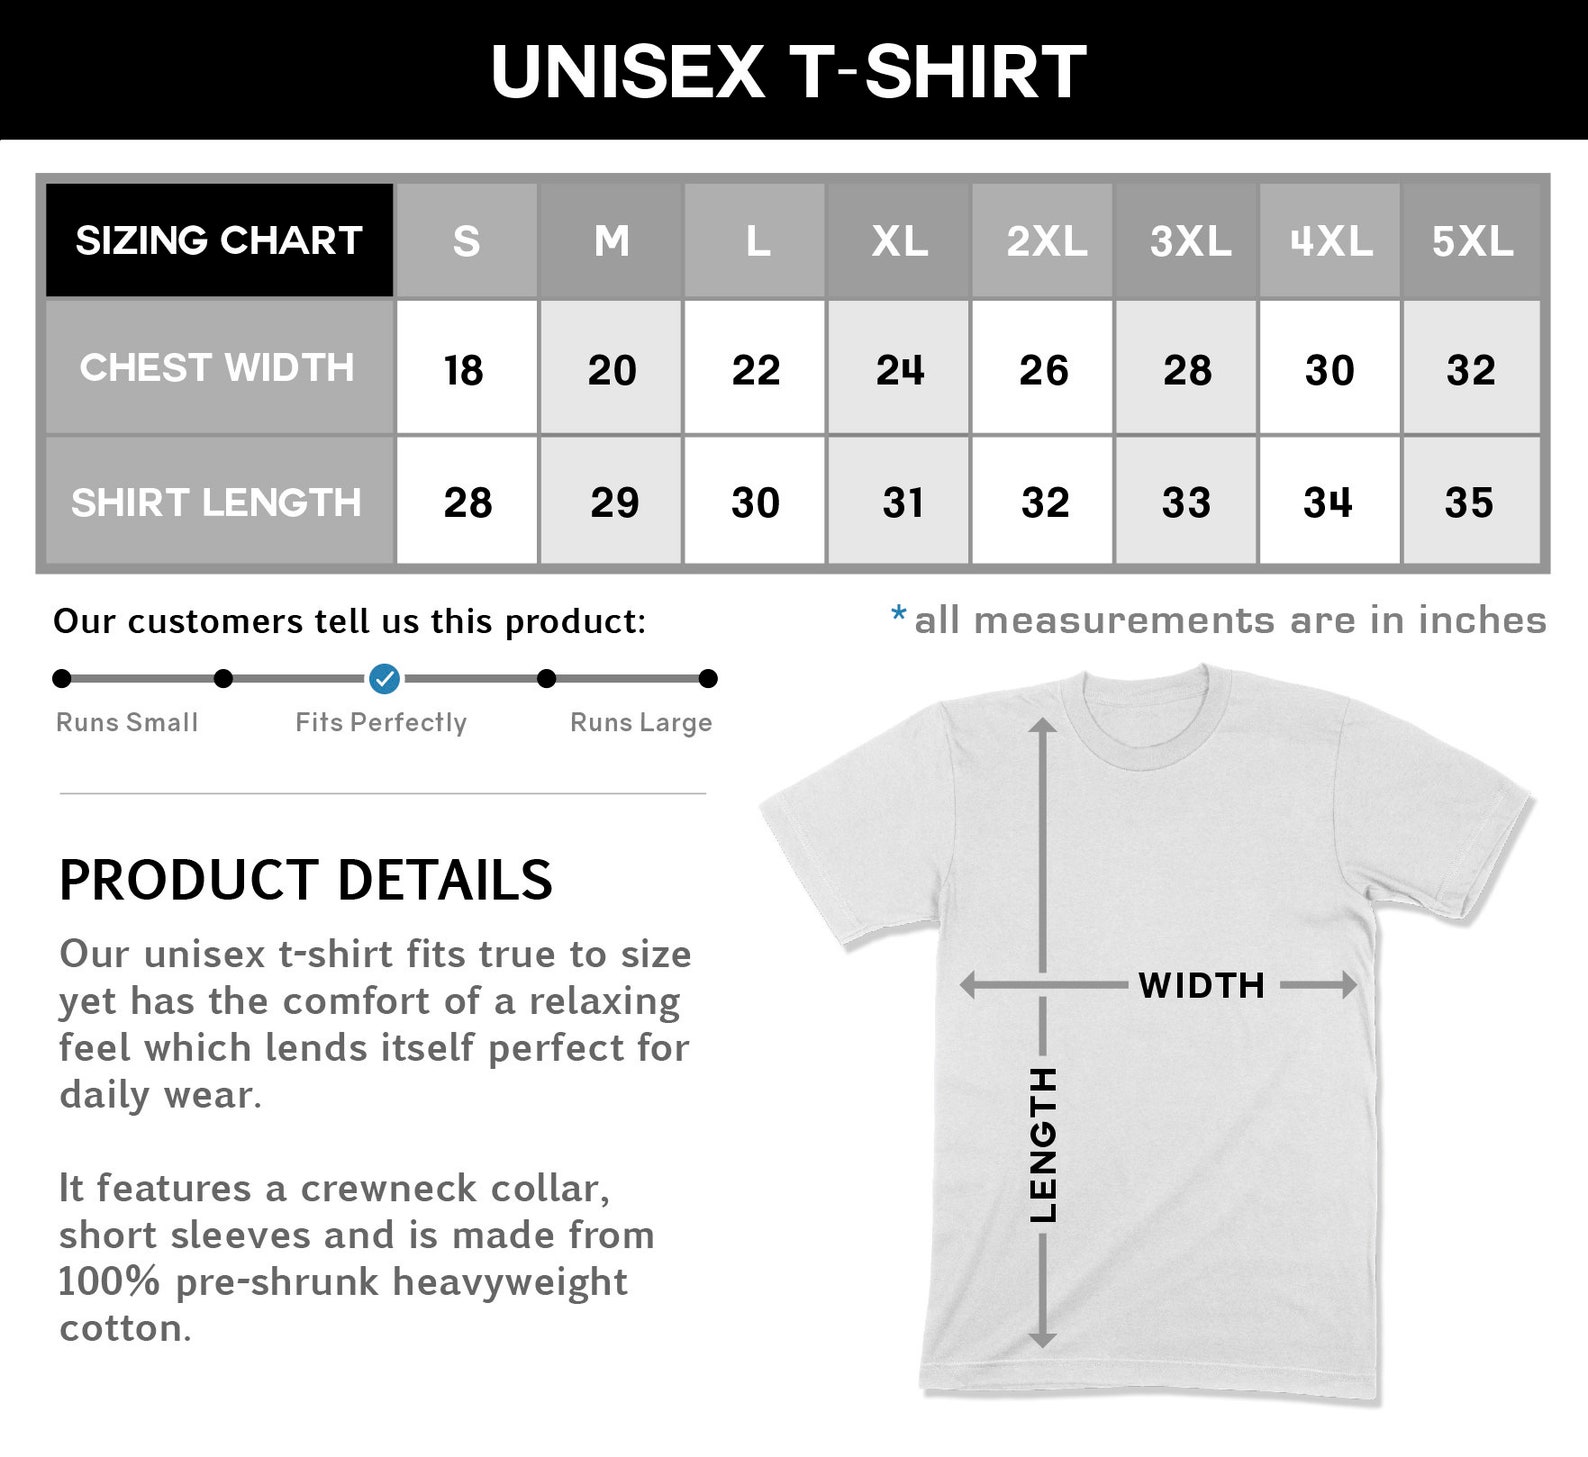 UNISEX T-SHIRT
SIZING CHART S M L XL 2XL 3XL 4XL 5XL
CHEST WIDTH 18 20 22 24 26 28 30 32
SHIRT LENGTH 28 29 30 31 32 33 34 35
Our customers tell us this product:
*all measurements are in inches
Runs Small Fits Perfectly Runs Large
PRODUCT DETAILS
Our unisex t-shirt fits true to size
yet has the comfort of a relaxing
feel which lends itself perfect for
daily wear.
It features a crewneck collar,
short sleeves and is made from
100% pre-shrunk heavyweight
cotton.
WIDTH
LENGTH